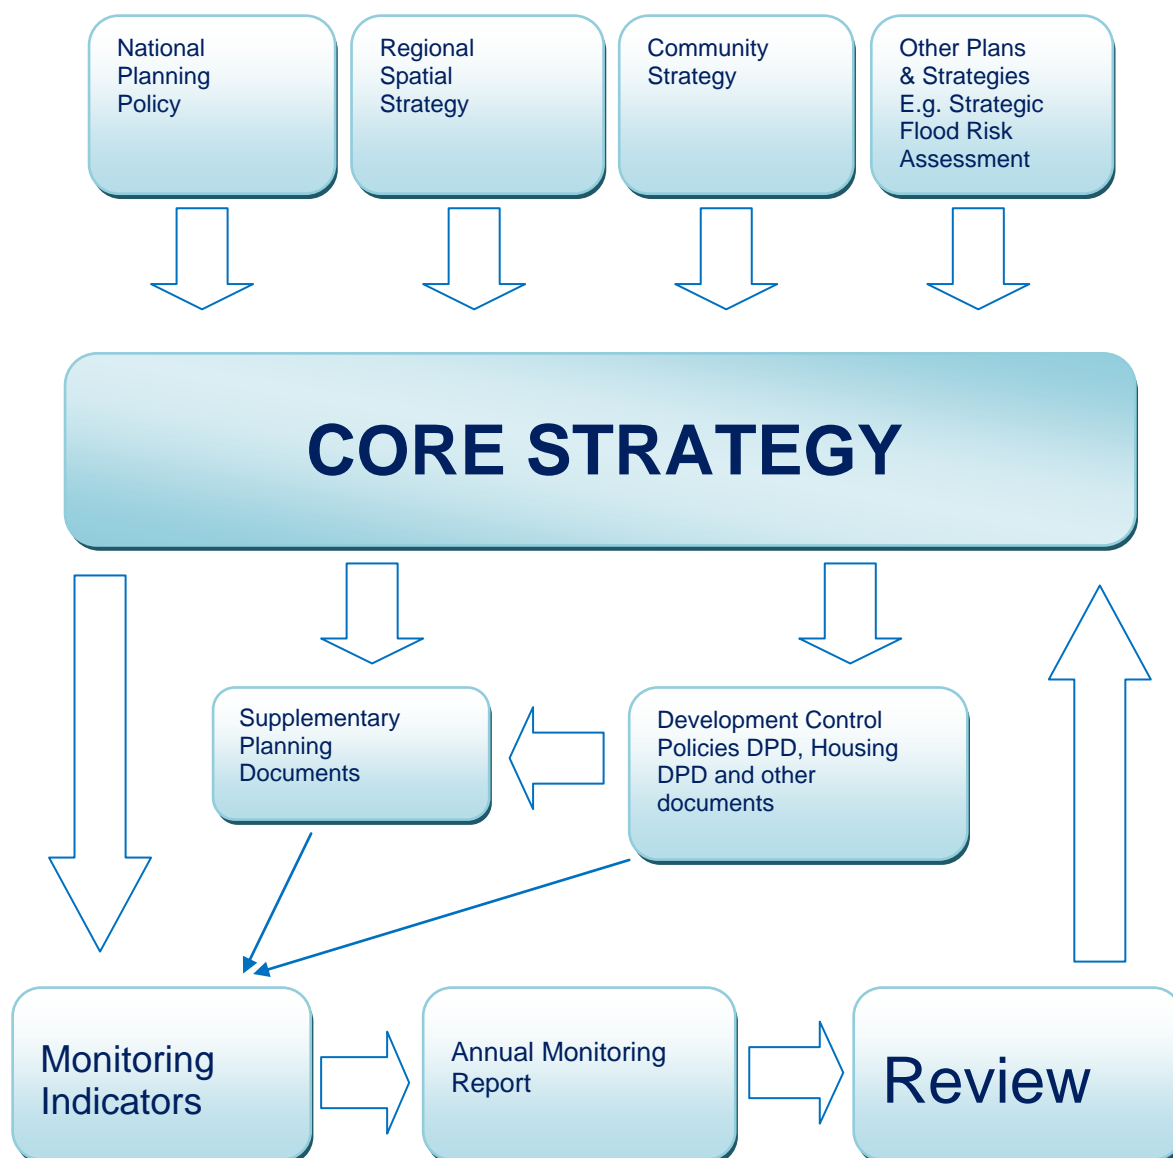 National
Planning
Policy
Regional
Spatial
Strategy
Community
Strategy
Other Plans
& Strategies
E.g. Strategic
Flood Risk
Assessment
CORE STRATEGY
Supplementary
Planning
Documents
Development Control
Policies DPD, Housing
DPD and other
documents
Monitoring
Indicators
Annual Monitoring
Report
Review